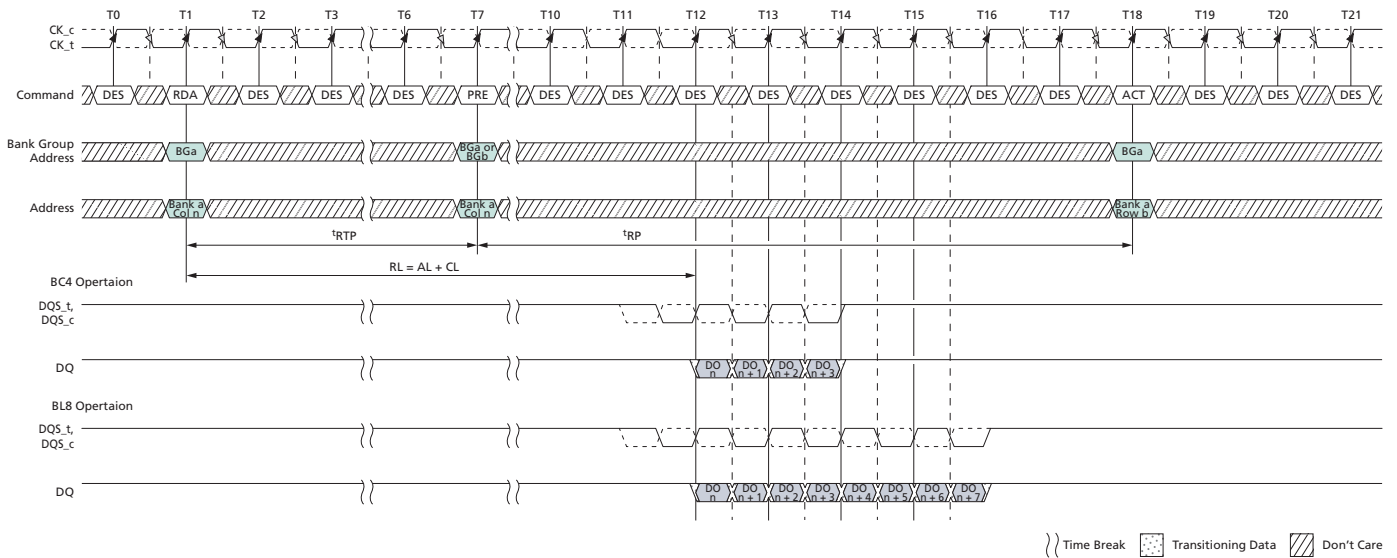 T0 T1 T2 T3 T6 T7 T10 T11 T12 T13 T14 T15 T16 T17 T18 T19 T20 T21
CK_c
CK_t
Command DES RDA DES DES DES PRE DES DES DES DES DES DES DES DES ACT DES DES DES
Bank Group
Address
BGa
BGa or
BGb
BGa
Address
Bank a
Col n
Bank a
Col n
Bank a
Row b
tRTP tRP
RL = AL + CL
BC4 Opertaion
DQS_t,
DQS_c
DQ
DO
n
DO
n + 1
DO
n + 2
DO
n + 3
BL8 Opertaion
DQS_t,
DQS_c
DQ
DO
n
DO
n + 1
DO
n + 2
DO
n + 3
DO
n + 4
DO
n + 5
DO
n + 6
DO
n + 7
Time Break Transitioning Data Don't Care